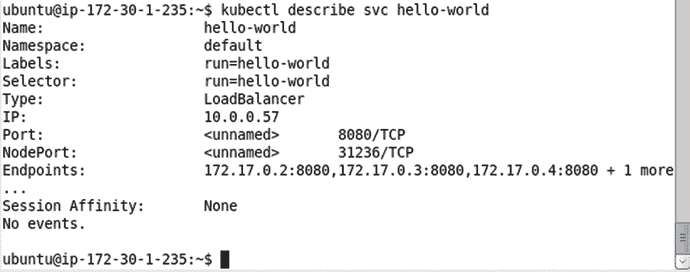 ubuntu@ip-172-30-1-235:~$ kubectl describe svc hello-world
Name: hello-world
Namespace: default
Labels: run=hello-world
Selector: run=hello-world
Type: LoadBalancer
IP: 10.0.0.57
Port: <unnamed> 8080/TCP
NodePort: <unnamed> 31236/TCP
Endpoints: 172.17.0.2:8080,172.17.0.3:8080,172.17.0.4:8080 + 1 more
...
Session Affinity: None
No events.
ubuntu@ip-172-30-1-235:~$